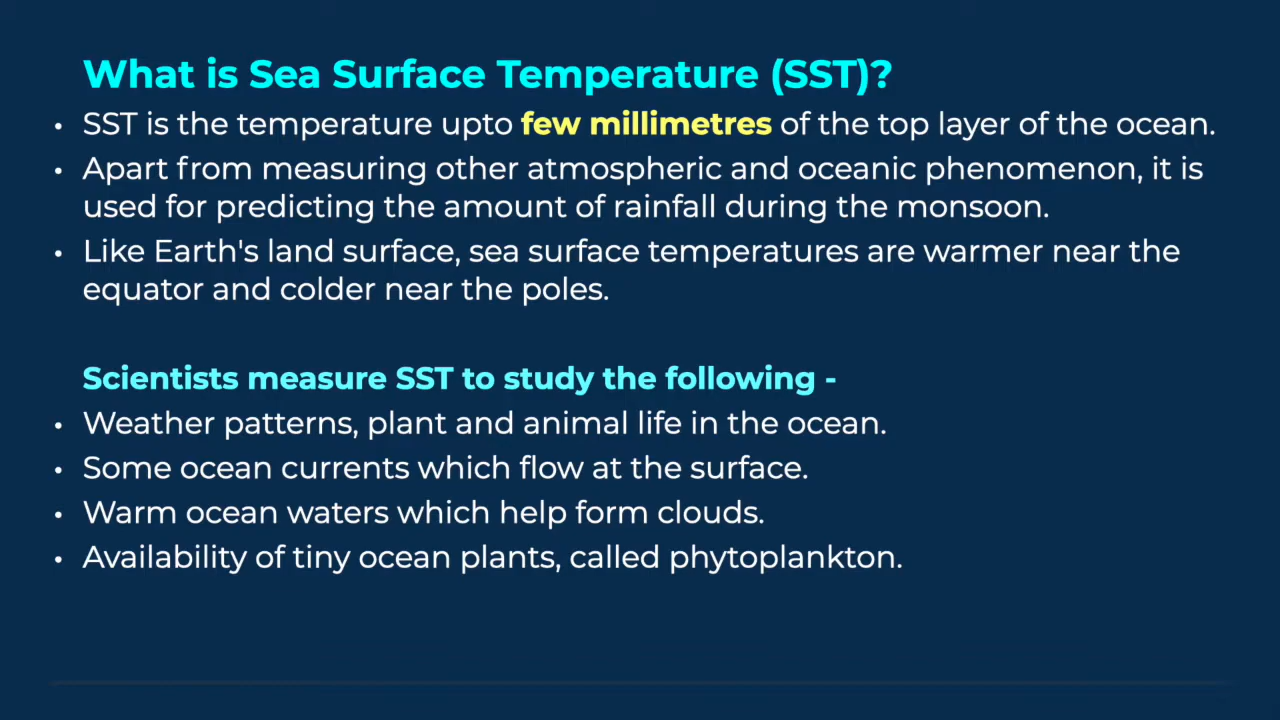 What is Sea Surface Temperature (SST)?
• SST is the temperature upto few millimetres of the top layer of the ocean.
• Apart from measuring other atmospheric and oceanic phenomenon, it is
used for predicting the amount of rainfall during the monsoon.
• Like Earth's land surface, sea surface temperatures are warmer near the
equator and colder near the poles.
Scientists measure SST to study the following -
• Weather patterns, plant and animal life in the ocean.
• Some ocean currents which flow at the surface.
• Warm ocean waters which help form clouds.
• Availability of tiny ocean plants, called phytoplankton.